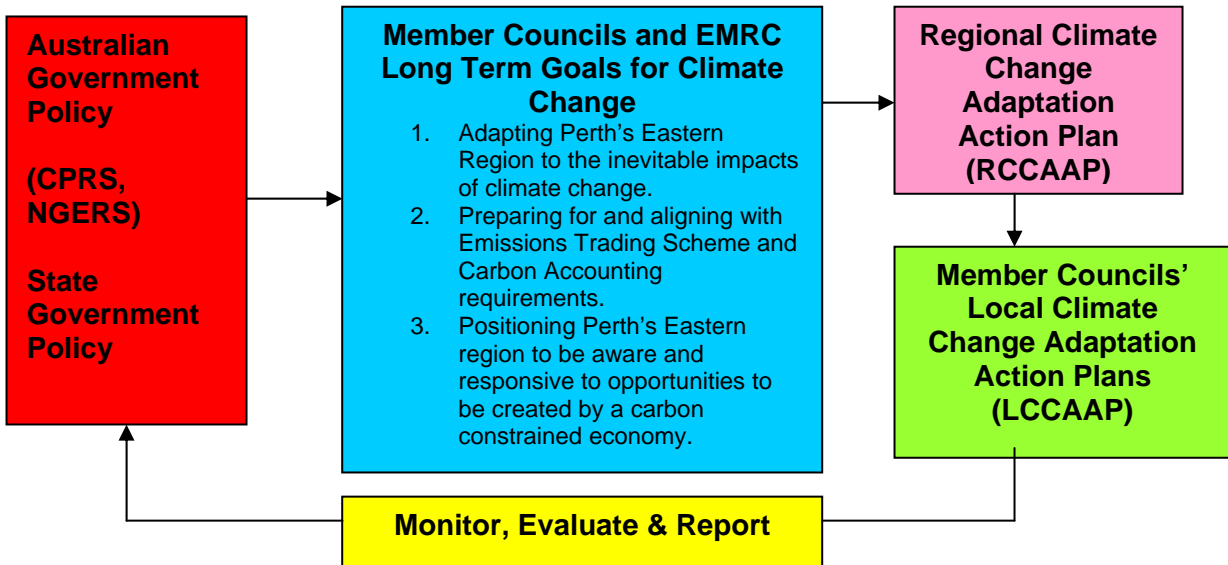 Australian
Government
Policy
(CPRS,
NGERS)
State
Government
Policy
Member Councils and EMRC
Long Term Goals for Climate
Change
1. Adapting Perth's Eastern
Region to the inevitable impacts
of climate change.
2. Preparing for and aligning with
Emissions Trading Scheme and
Carbon Accounting
requirements.
3. Positioning Perth's Eastern
region to be aware and
responsive to opportunities to
be created by a carbon
constrained economy.
Regional Climate
Change
Adaptation
Action Plan
(RCCAAP)
Member Councils’
Local Climate
Change Adaptation
Action Plans
(LCCAAP)
Monitor, Evaluate & Report